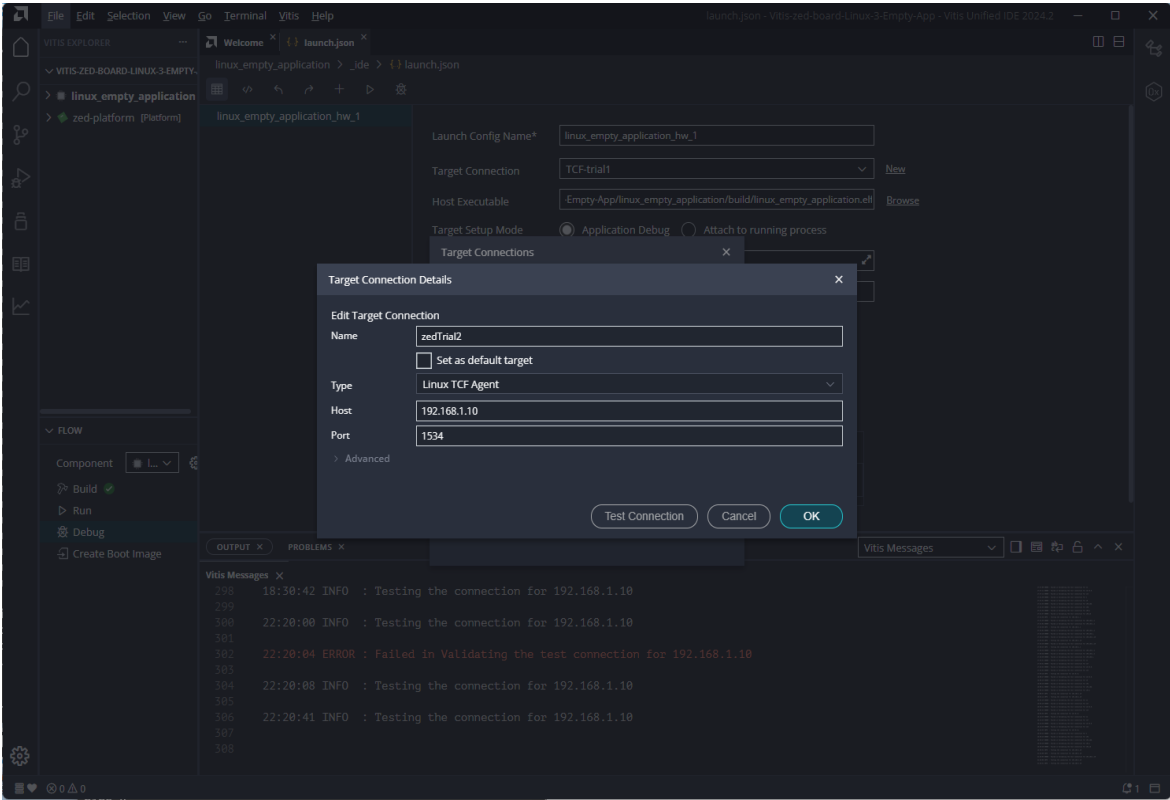 File Edit Selection View Go Terminal Vitis Help
launch.json - Vitis-zed-board-Linux-3-Empty-App - Vitis Unified IDE 2024.2
VITIS EXPLORER
Welcome
{} launch.json
VITIS-ZED-BOARD-LINUX-3-EMPTY-
linux_empty_application > _ide > {} launch.json
linux_empty_application
zed-platform [Platform]
linux_empty_application_hw_1
Launch Config Name* linux_empty_application_hw_1
Target Connection TCF-trial1 New
Host Executable -Empty-App/linux_empty_application/build/linux_empty_application.elf Browse
Target Setup Mode Application Debug Attach to running process
Target Connections
Target Connection Details
Edit Target Connection
Name zedTrial2
Set as default target
Type Linux TCF Agent
Host 192.168.1.10
Port 1534
Advanced
Test Connection Cancel OK
FLOW
Component l...
Build
Run
Debug
Create Boot Image
OUTPUT PROBLEMS
Vitis Messages
Vitis Messages
298 18:30:42 INFO : Testing the connection for 192.168.1.10
299
300 22:20:00 INFO : Testing the connection for 192.168.1.10
301
302 22:20:04 ERROR : Failed in Validating the test connection for 192.168.1.10
303
304 22:20:08 INFO : Testing the connection for 192.168.1.10
305
306 22:20:41 INFO : Testing the connection for 192.168.1.10
307
308
0 0
1